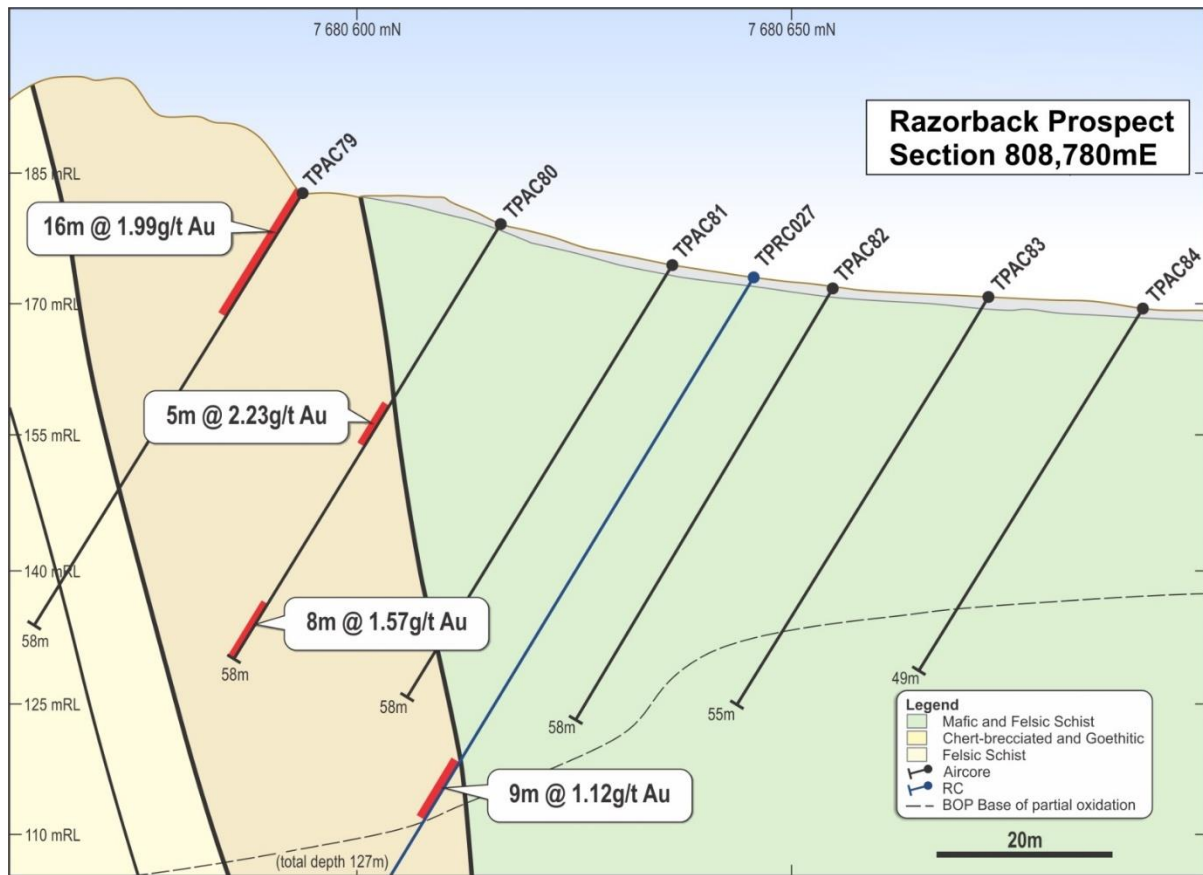 7 680 600 mN
7 680 650 mN
Razorback Prospect
Section 808,780mE
185 mRL
170 mRL
155 mRL
140 mRL
125 mRL
110 mRL
TPAC79
TPAC80
TPAC81
TPRC027
TPAC82
TPAC83
TPAC84
16m @ 1.99g/t Au
5m @ 2.23g/t Au
8m @ 1.57g/t Au
9m @ 1.12g/t Au
58m
58m
58m
58m
55m
49m
(total depth 127m)
Legend
Mafic and Felsic Schist
Chert-brecciated and Goethitic
Felsic Schist
Aircore
RC
BOP Base of partial oxidation
20m